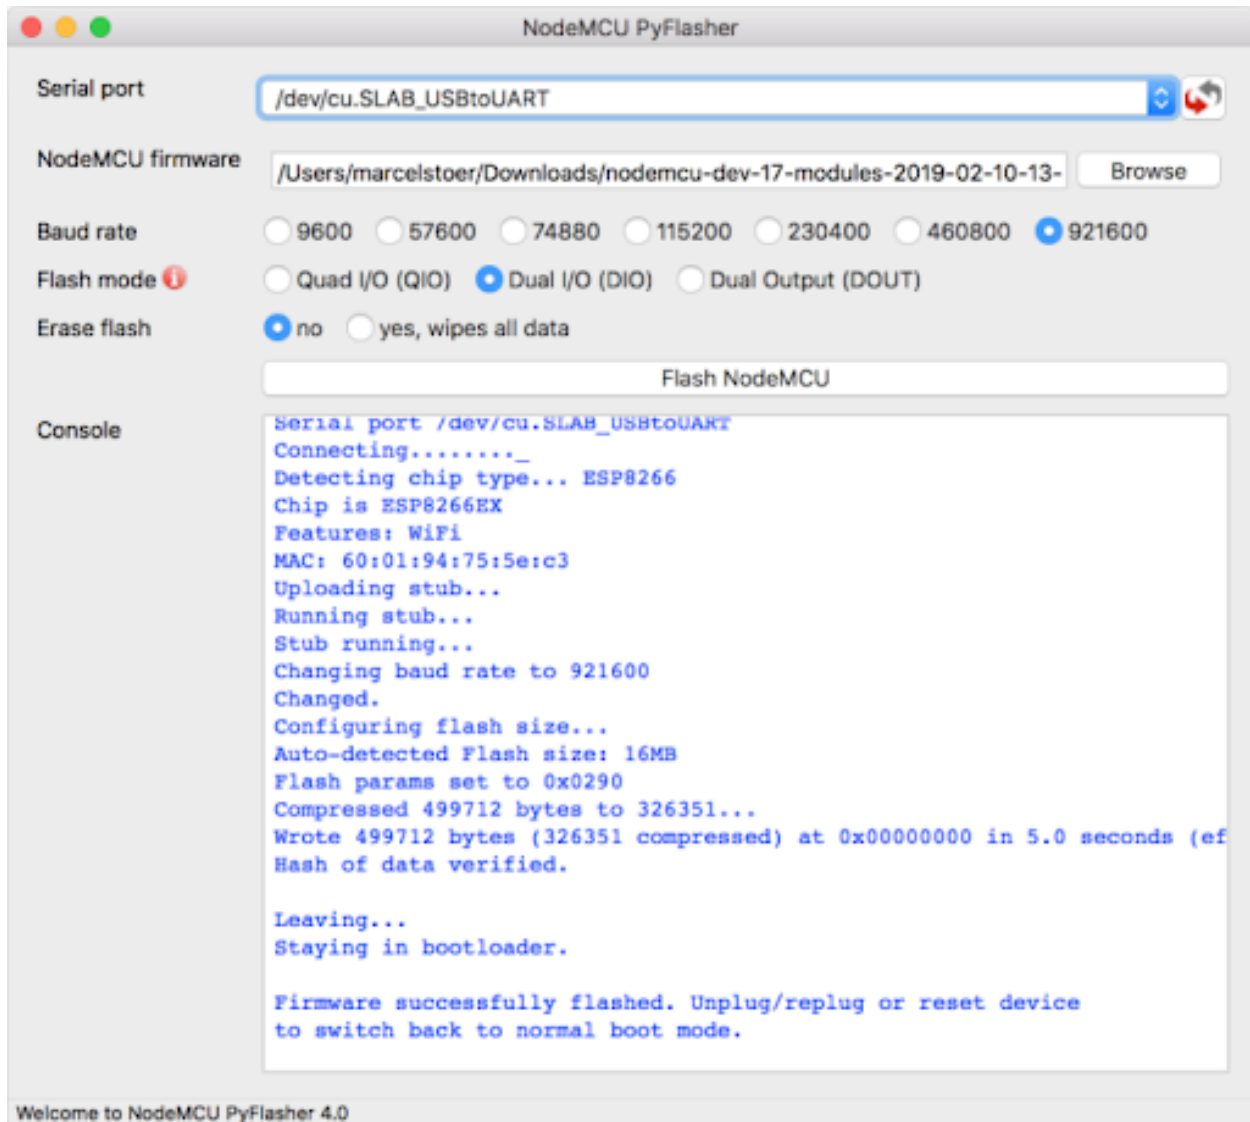 NodeMCU PyFlasher
Serial port /dev/cu.SLAB_USBtoUART
NodeMCU firmware /Users/marcelstoer/Downloads/nodemcu-dev-17-modules-2019-02-10-13- Browse
Baud rate 9600 57600 74880 115200 230400 460800 921600
Flash mode Quad I/O (QIO) Dual I/O (DIO) Dual Output (DOUT)
Erase flash no yes, wipes all data
Flash NodeMCU
Console
Serial port /dev/cu.SLAB_USBtoUART
Connecting........_
Detecting chip type... ESP8266
Chip is ESP8266EX
Features: WiFi
MAC: 60:01:94:75:5e:c3
Uploading stub...
Running stub...
Stub running...
Changing baud rate to 921600
Changed.
Configuring flash size...
Auto-detected Flash size: 16MB
Flash params set to 0x0290
Compressed 499712 bytes to 326351...
Wrote 499712 bytes (326351 compressed) at 0x00000000 in 5.0 seconds (ef
Hash of data verified.
Leaving...
Staying in bootloader.
Firmware successfully flashed. Unplug/replug or reset device
to switch back to normal boot mode.
Welcome to NodeMCU PyFlasher 4.0